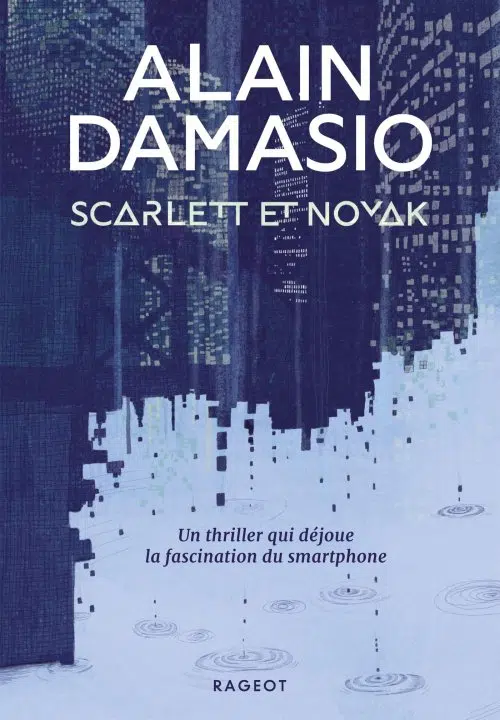 ALAIN
DAMASIO
SCARLETT ET NOVAK
Un thriller qui déjoue
la fascination du smartphone
RAGEOT